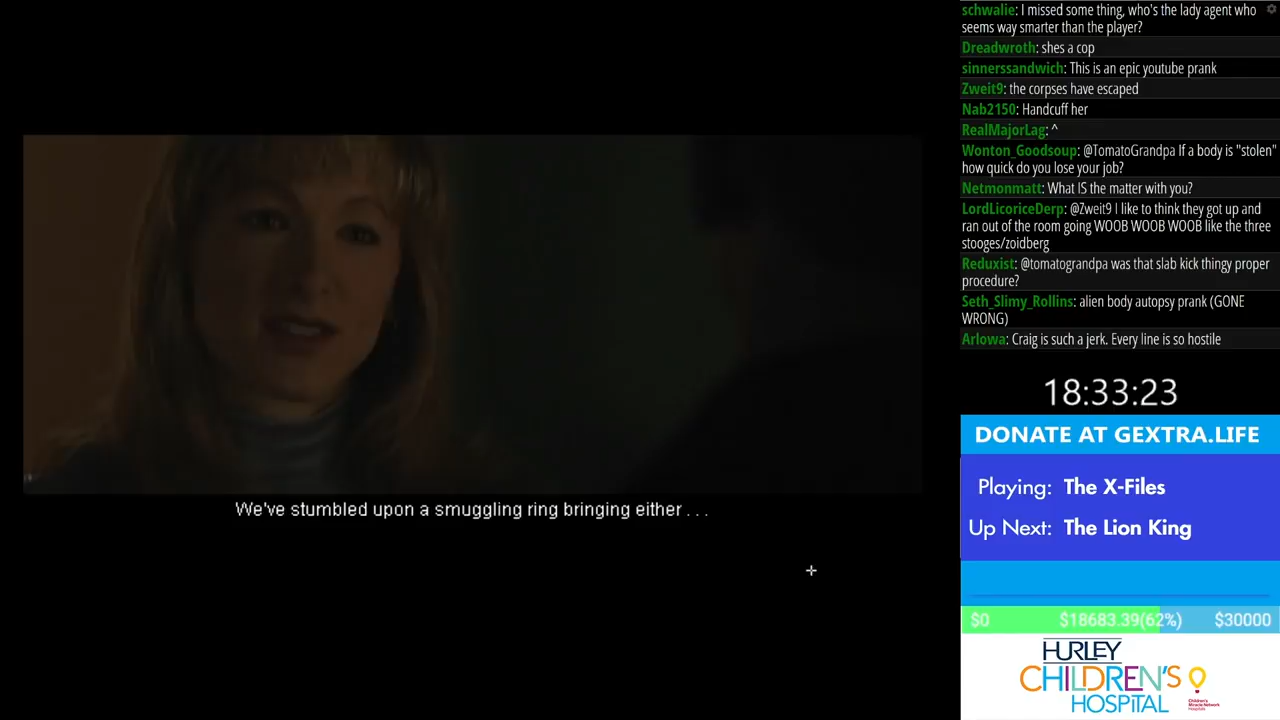 schwalie: I missed some thing, who's the lady agent who
seems way smarter than the player?
Dreadwroth: shes a cop
sinnerssandwich: This is an epic youtube prank
Zweit9: the corpses have escaped
Nab2150: Handcuff her
RealMajorLag: ^
Wonton_Goodsoup: @TomatoGrandpa If a body is "stolen"
how quick do you lose your job?
Netmonmatt: What IS the matter with you?
LordLicoriceDerp: @Zweit9 I like to think they got up and
ran out of the room going WOOB WOOB WOOB like the three
stooges/zoidberg
Reduxist: @tomatograndpa was that slab kick thingy proper
procedure?
Seth_Slimy_Rollins: alien body autopsy prank (GONE
WRONG)
Arlowa: Craig is such a jerk. Every line is so hostile
We've stumbled upon a smuggling ring bringing either . . .
18:33:23
DONATE AT GEXTRA.LIFE
Playing: The X-Files
Up Next: The Lion King
$0 $18683.39(62%) $30000
HURLEY
CHILDREN'S
HOSPITAL
Children's
Miracle Network
Hospitals